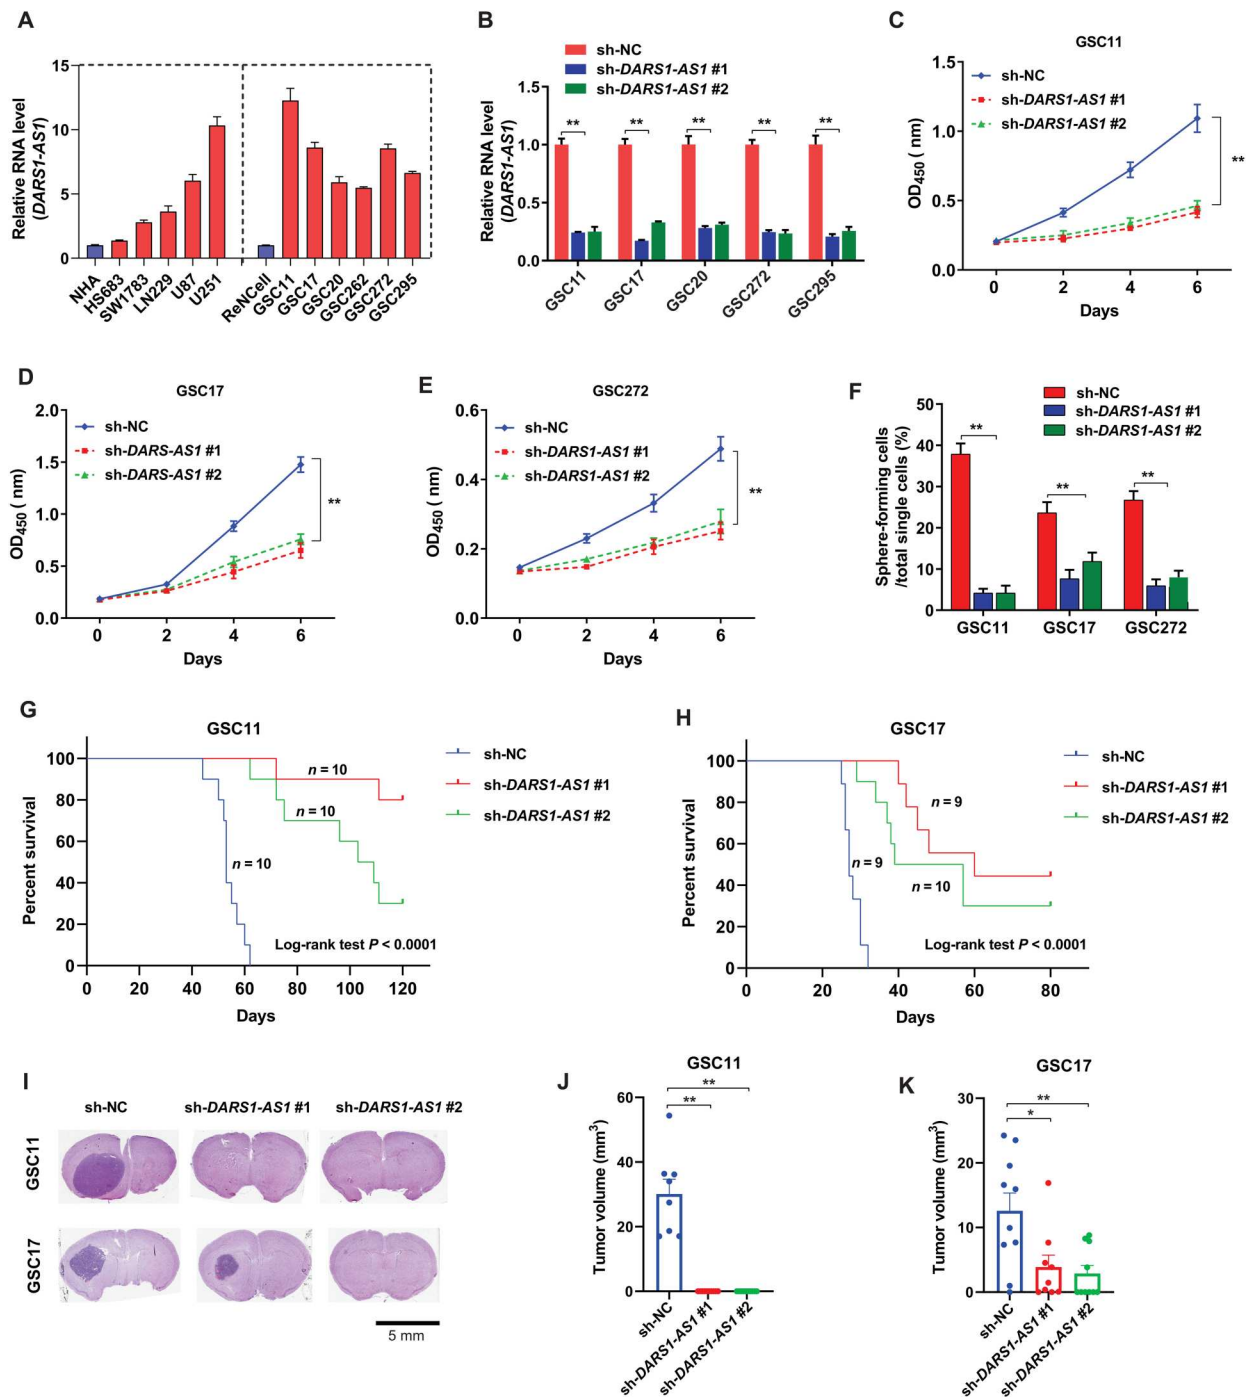 A
Relative RNA level
(DARS1-AS1)
15
10
5
0
NHA
HS683
SW1783
LN229
U87
U251
ReNCell
GSC11
GSC17
GSC20
GSC262
GSC272
GSC295
B
sh-NC
sh-DARS1-AS1 #1
sh-DARS1-AS1 #2
Relative RNA level
(DARS1-AS1)
1.5
1.0
0.5
0.0
**
**
**
**
**
GSC11
GSC17
GSC20
GSC272
GSC295
C
GSC11
sh-NC
sh-DARS1-AS1 #1
sh-DARS1-AS1 #2
OD450 ( nm)
1.5
1.0
0.5
0.0
**
0 2 4 6
Days
D
GSC17
sh-NC
sh-DARS-AS1 #1
sh-DARS-AS1 #2
OD450 ( nm)
2.0
1.5
1.0
0.5
0.0
**
0 2 4 6
Days
E
GSC272
sh-NC
sh-DARS1-AS1 #1
sh-DARS1-AS1 #2
OD450 ( nm)
0.6
0.4
0.2
0.0
**
0 2 4 6
Days
F
sh-NC
sh-DARS1-AS1 #1
sh-DARS1-AS1 #2
Sphere-forming cells
/total single cells (%)
50
40
30
20
10
0
**
**
**
GSC11 GSC17 GSC272
G
GSC11
sh-NC
sh-DARS1-AS1 #1
sh-DARS1-AS1 #2
Percent survival
100
80
60
40
20
0
n = 10
n = 10
n = 10
Log-rank test P < 0.0001
0 20 40 60 80 100 120
Days
H
GSC17
sh-NC
sh-DARS1-AS1 #1
sh-DARS1-AS1 #2
Percent survival
100
80
60
40
20
0
n = 9
n = 9
n = 10
Log-rank test P < 0.0001
0 20 40 60 80
Days
I
sh-NC sh-DARS1-AS1 #1 sh-DARS1-AS1 #2
GSC11
GSC17
5 mm
J
GSC11
Tumor volume (mm3)
60
40
20
0
**
**
sh-NC
sh-DARS1-AS1 #1
sh-DARS1-AS1 #2
K
GSC17
Tumor volume (mm3)
30
20
10
0
**
*
sh-NC
sh-DARS1-AS1 #1
sh-DARS1-AS1 #2